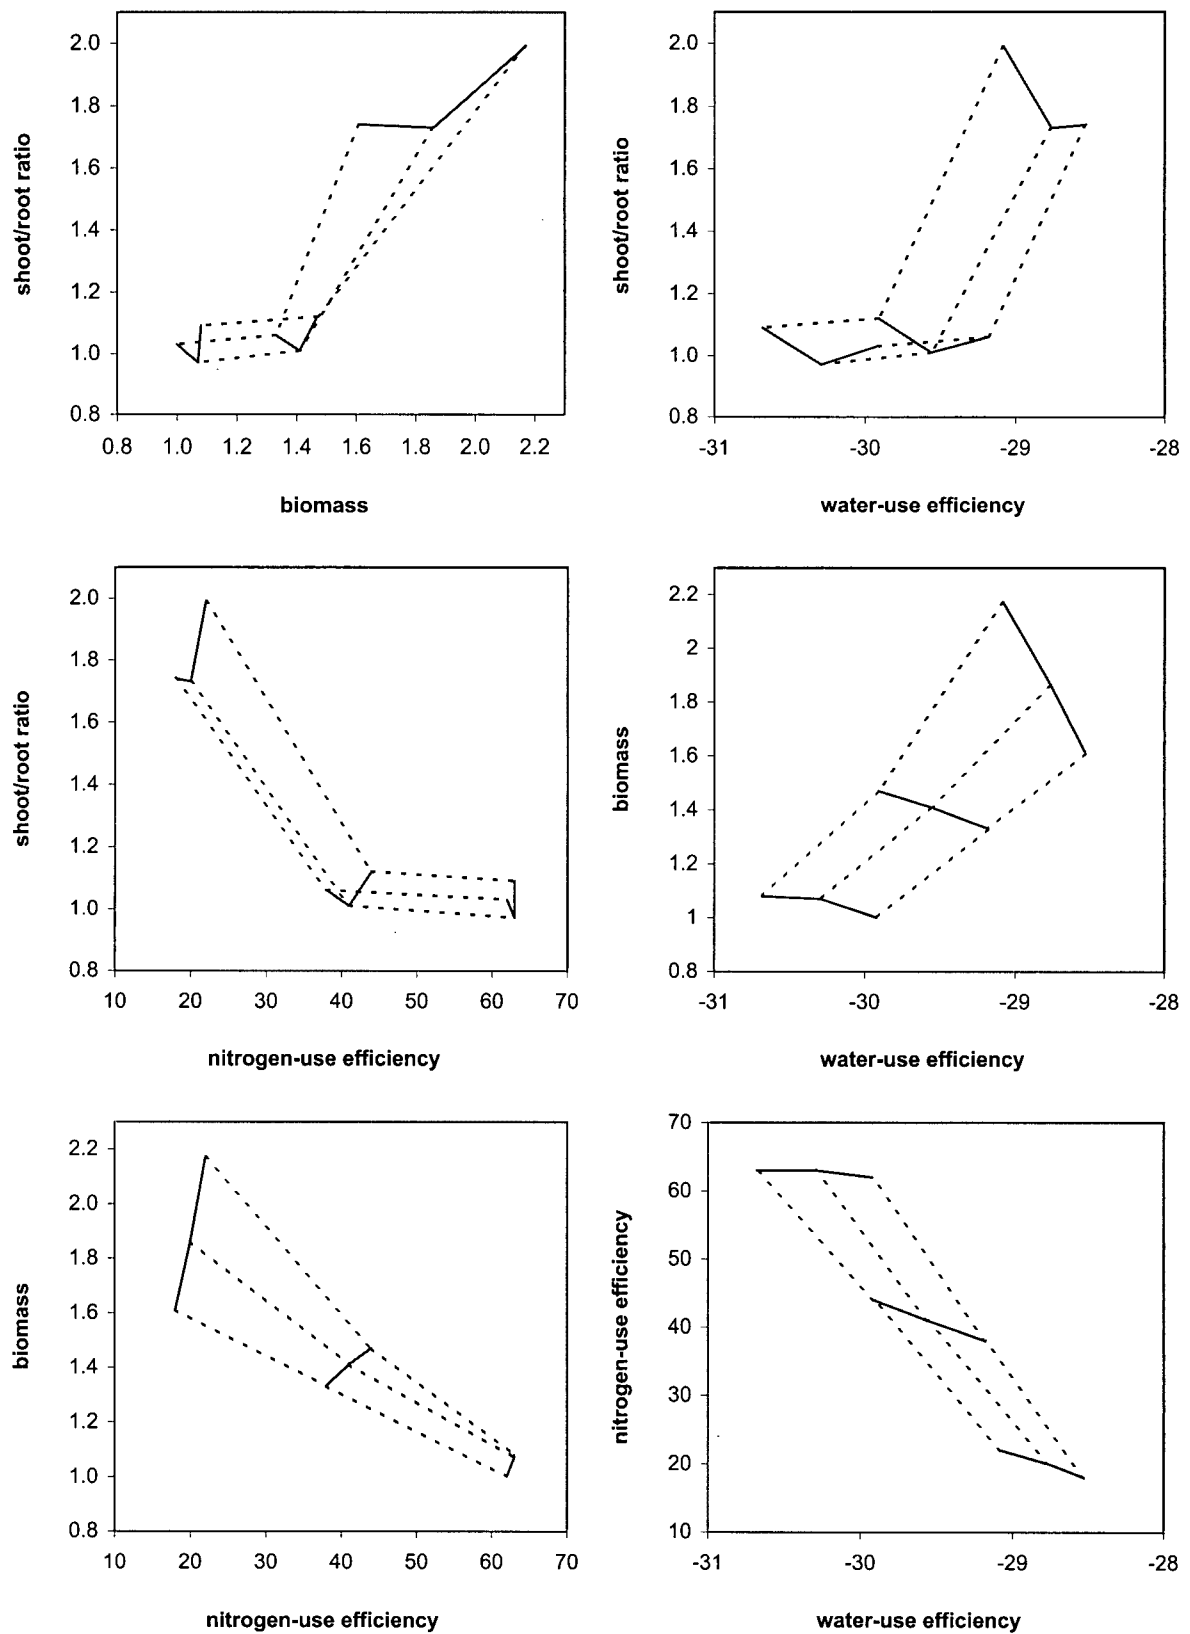 shoot/root ratio
2.0
1.8
1.6
1.4
1.2
1.0
0.8
0.8 1.0 1.2 1.4 1.6 1.8 2.0 2.2
biomass
shoot/root ratio
2.0
1.8
1.6
1.4
1.2
1.0
0.8
-31 -30 -29 -28
water-use efficiency
shoot/root ratio
2.0
1.8
1.6
1.4
1.2
1.0
0.8
10 20 30 40 50 60 70
nitrogen-use efficiency
biomass
2.2
2
1.8
1.6
1.4
1.2
1
0.8
-31 -30 -29 -28
water-use efficiency
biomass
2.2
2.0
1.8
1.6
1.4
1.2
1.0
0.8
10 20 30 40 50 60 70
nitrogen-use efficiency
nitrogen-use efficiency
70
60
50
40
30
20
10
-31 -30 -29 -28
water-use efficiency